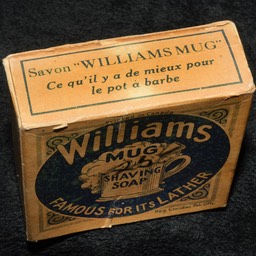 Savon "WILLIAMS MUG"
Ce qu'il y a de mieux pour
le pot à barbe
Williams
MUG
SHAVING
SOAP
FAMOUS FOR ITS LATHER